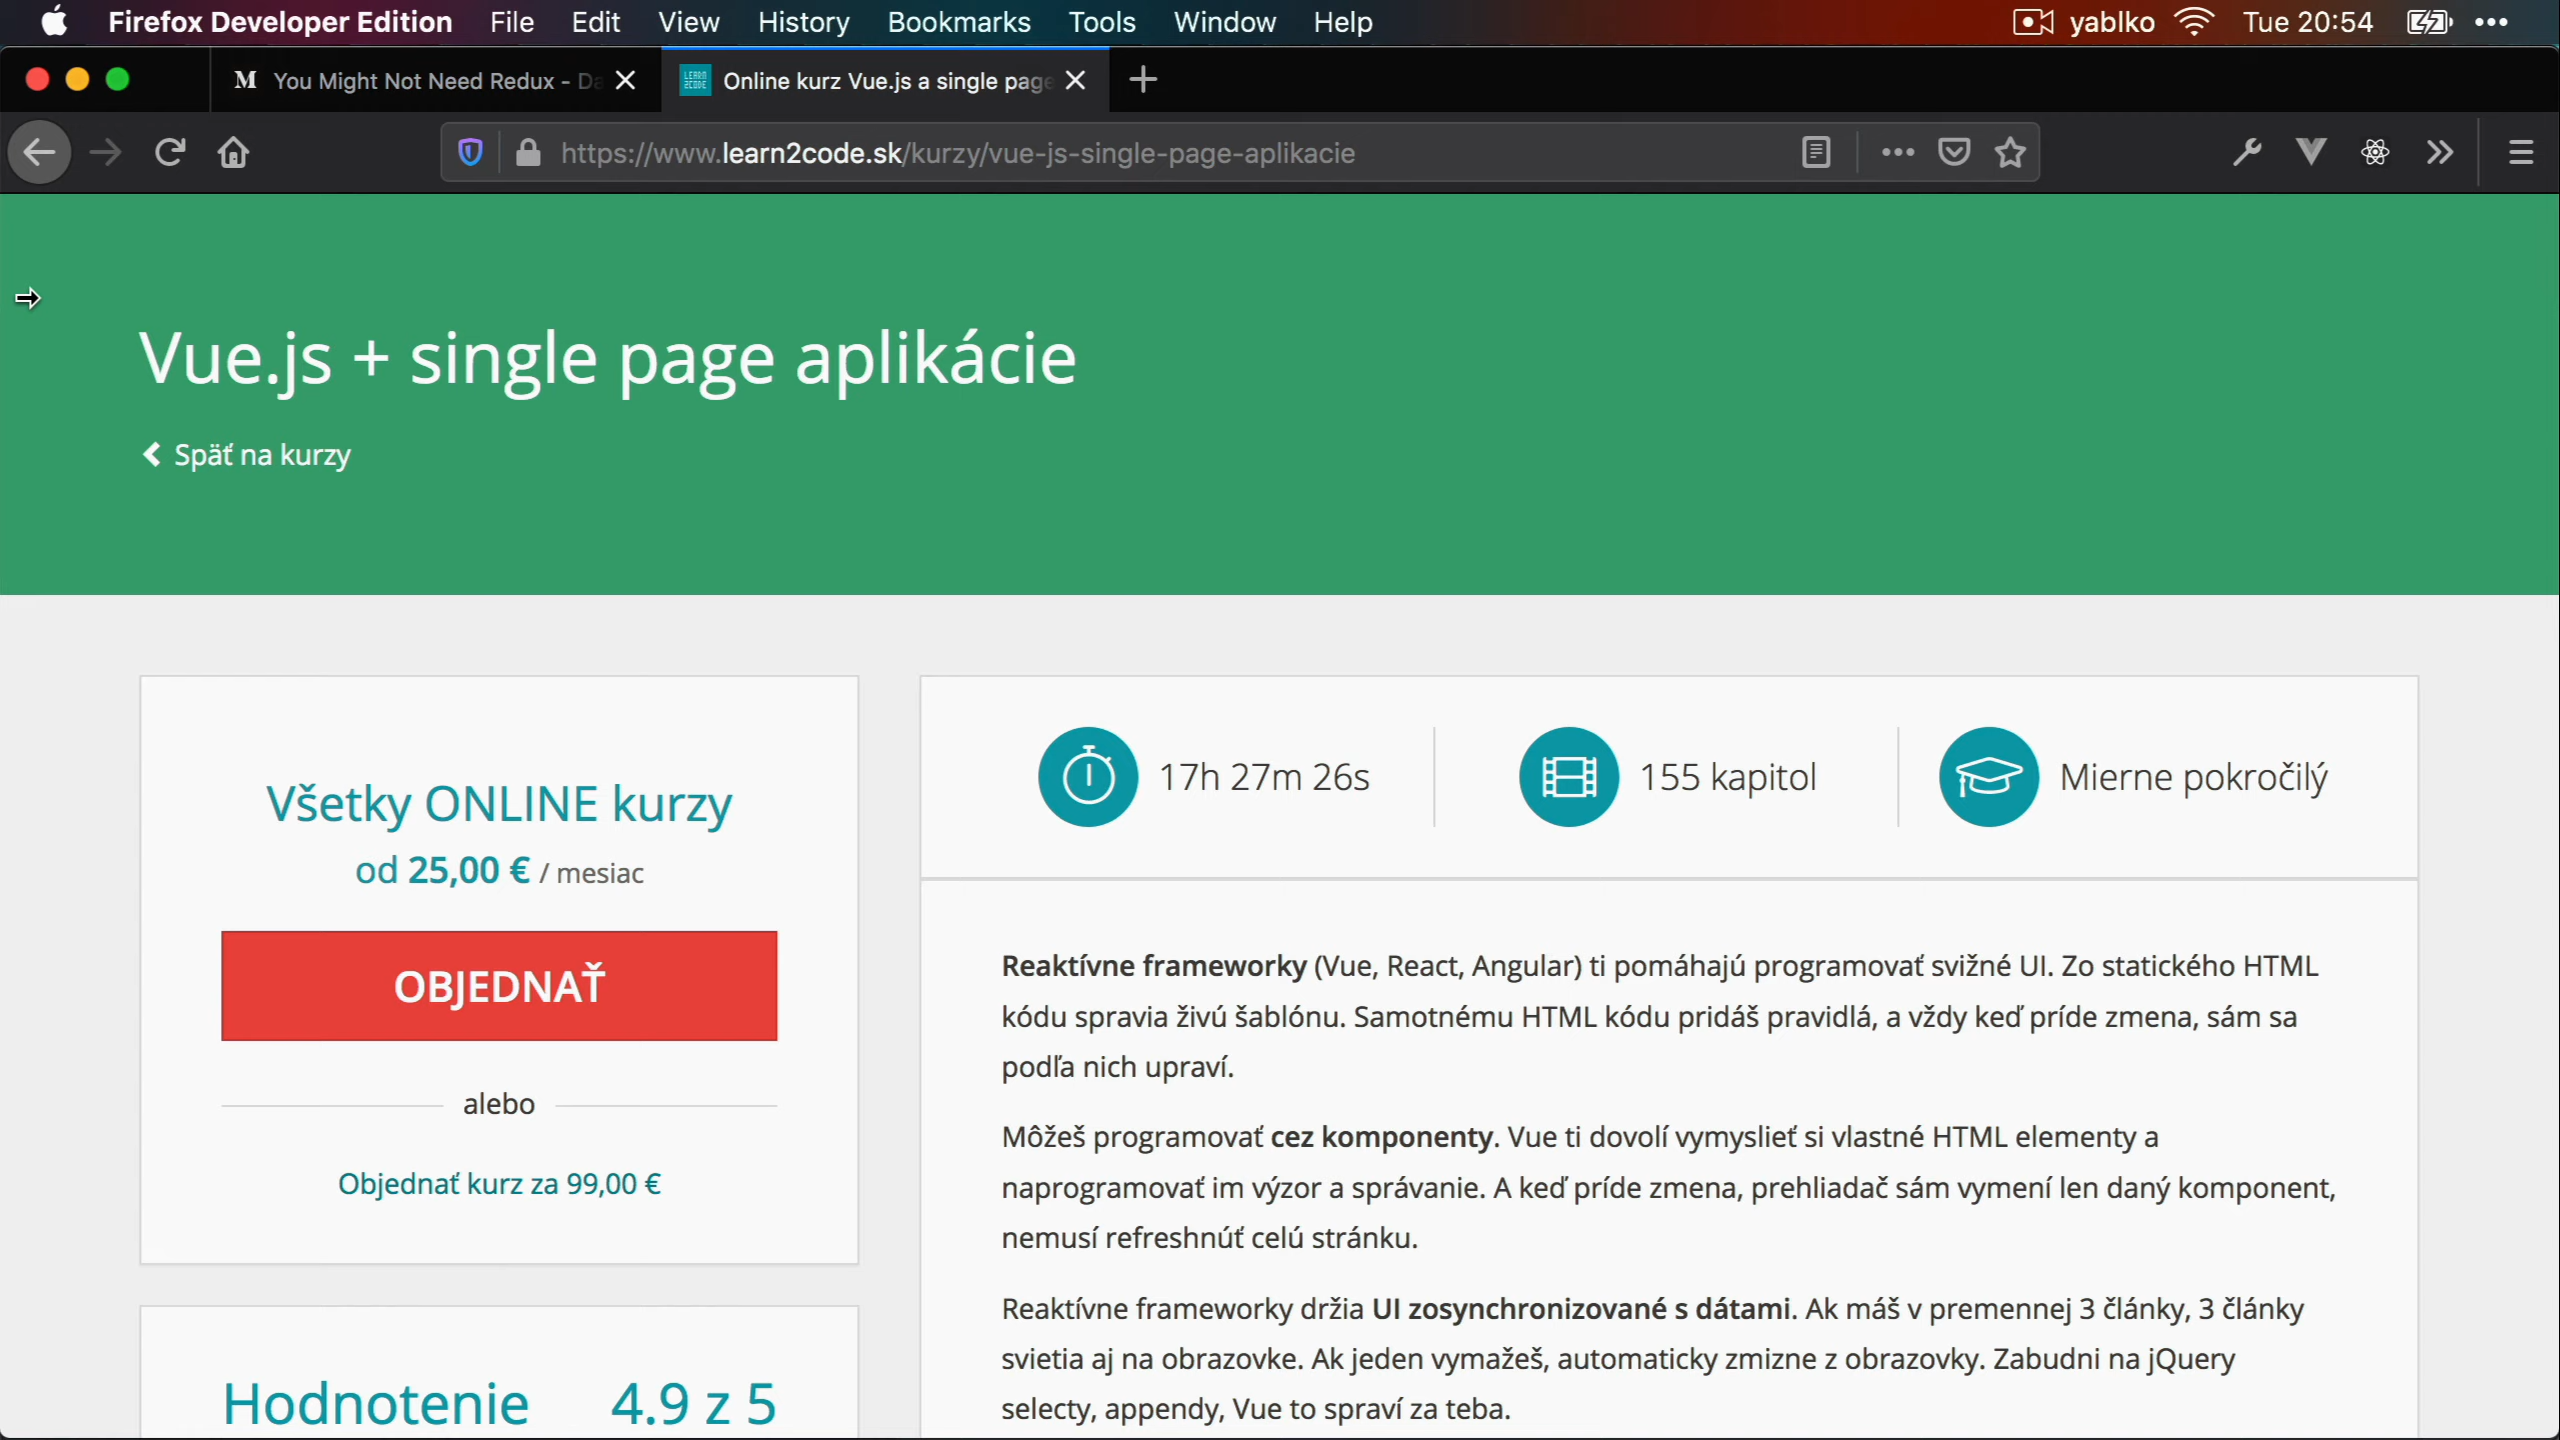 Firefox Developer Edition File Edit View History Bookmarks Tools Window Help yablko Tue 20:54
M You Might Not Need Redux - Da
LEARN 2CODE Online kurz Vue.js a single page
https://www.learn2code.sk/kurzy/vue-js-single-page-aplikacie
Vue.js + single page aplikácie
Späť na kurzy
Všetky ONLINE kurzy
od 25,00 € / mesiac
OBJEDNAŤ
alebo
Objednať kurz za 99,00 €
Hodnotenie 4.9 z 5
17h 27m 26s
155 kapitol
Mierne pokročilý
Reaktívne frameworky (Vue, React, Angular) ti pomáhajú programovať svižné UI. Zo statického HTML
kódu spravia živú šablónu. Samotnému HTML kódu pridáš pravidlá, a vždy keď príde zmena, sám sa
podľa nich upraví.
Môžeš programovať cez komponenty. Vue ti dovolí vymyslieť si vlastné HTML elementy a
naprogramovať im výzor a správanie. A keď príde zmena, prehliadač sám vymení len daný komponent,
nemusí refreshnúť celú stránku.
Reaktívne frameworky držia UI zosynchronizované s dátami. Ak máš v premennej 3 články, 3 články
svietia aj na obrazovke. Ak jeden vymažeš, automaticky zmizne z obrazovky. Zabudni na jQuery
selecty, appendy, Vue to spraví za teba.